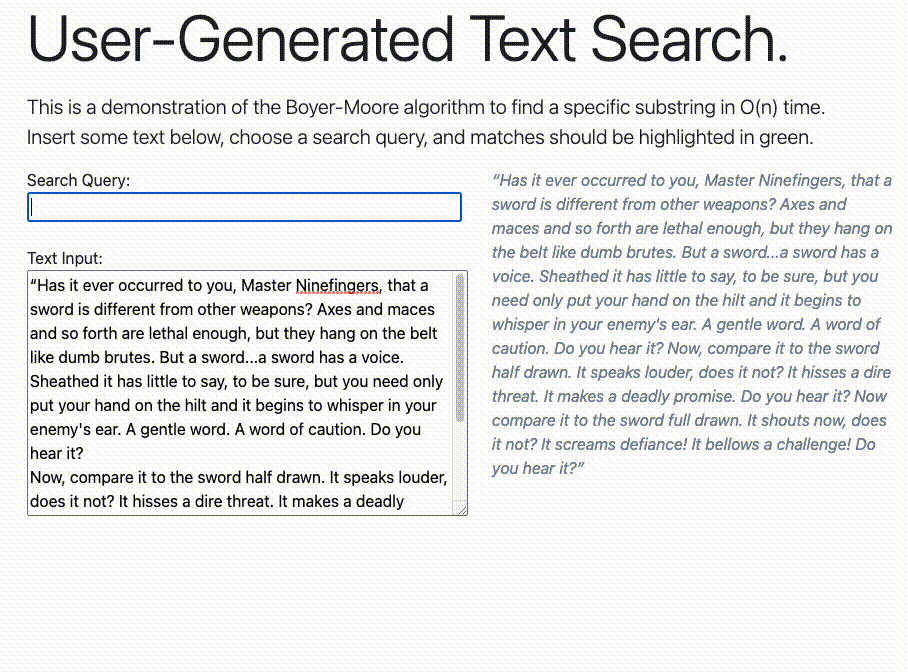 User-Generated Text Search.
This is a demonstration of the Boyer-Moore algorithm to find a specific substring in O(n) time.
Insert some text below, choose a search query, and matches should be highlighted in green.
Search Query:
Text Input:
“Has it ever occurred to you, Master Ninefingers, that a
sword is different from other weapons? Axes and maces
and so forth are lethal enough, but they hang on the belt
like dumb brutes. But a sword...a sword has a voice.
Sheathed it has little to say, to be sure, but you need only
put your hand on the hilt and it begins to whisper in your
enemy's ear. A gentle word. A word of caution. Do you
hear it?
Now, compare it to the sword half drawn. It speaks louder,
does it not? It hisses a dire threat. It makes a deadly
“Has it ever occurred to you, Master Ninefingers, that a
sword is different from other weapons? Axes and
maces and so forth are lethal enough, but they hang on
the belt like dumb brutes. But a sword...a sword has a
voice. Sheathed it has little to say, to be sure, but you
need only put your hand on the hilt and it begins to
whisper in your enemy's ear. A gentle word. A word of
caution. Do you hear it? Now, compare it to the sword
half drawn. It speaks louder, does it not? It hisses a dire
threat. It makes a deadly promise. Do you hear it? Now
compare it to the sword full drawn. It shouts now, does
it not? It screams defiance! It bellows a challenge! Do
you hear it?”